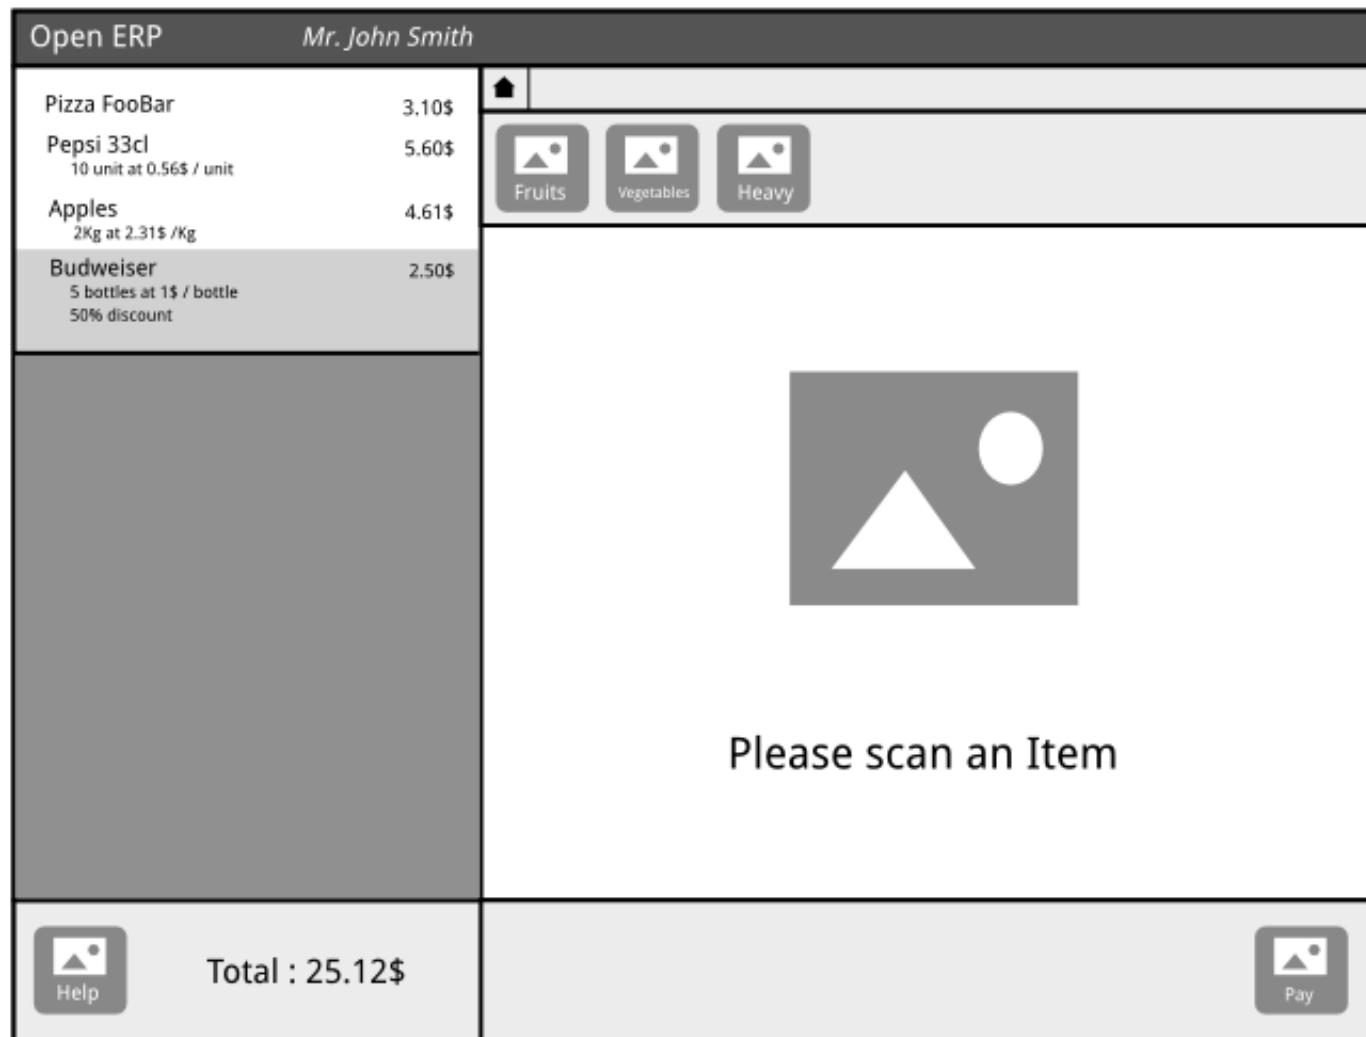 Open ERP
Mr. John Smith
Pizza FooBar 3.10$
Pepsi 33cl 5.60$
10 unit at 0.56$ / unit
Apples 4.61$
2Kg at 2.31$ /Kg
Budweiser 2.50$
5 bottles at 1$ / bottle
50% discount
Fruits
Vegetables
Heavy
Please scan an Item
Help
Total : 25.12$
Pay